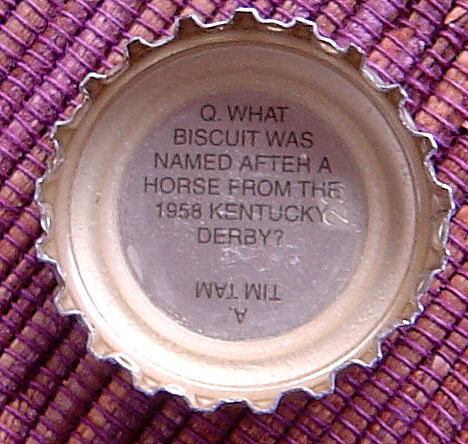 Q. WHAT
BISCUIT WAS
NAMED AFTER A
HORSE FROM THE
1958 KENTUCKY
DERBY?
A.
TIM TAM